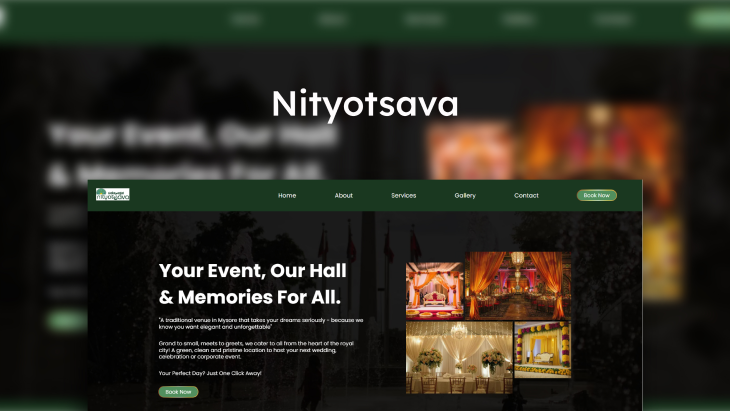 Nityotsava
nityotsava
Home About Services Gallery Contact Book Now
Your Event, Our Hall
& Memories For All.
"A traditional venue in Mysore that takes your dreams seriously - because we
know you want elegant and unforgettable"
Grand to small, meets to greets, we cater to all from the heart of the royal
city! A green, clean and pristine location to host your next wedding,
celebration or corporate event.
Your Perfect Day? Just One Click Away!
Book Now